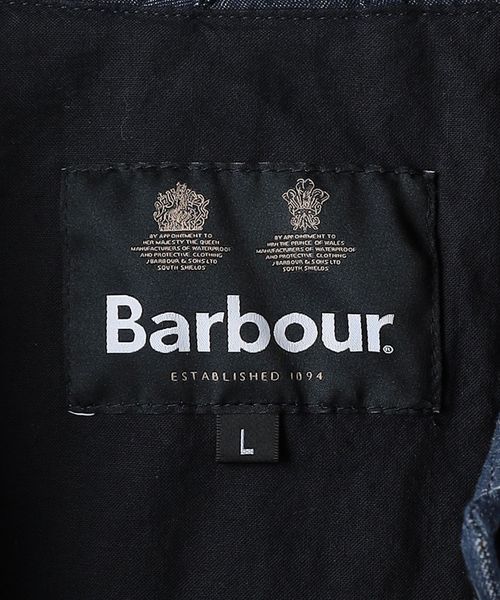 BY APPOINTMENT TO
HER MAJESTY THE QUEEN
MANUFACTURERS OF WATERPROOF
AND PROTECTIVE CLOTHING
J BARBOUR & SONS LTD
SOUTH SHIELDS
BY APPOINTMENT TO
HRH THE PRINCE OF WALES
MANUFACTURERS OF WATERPROOF
AND PROTECTIVE CLOTHING
J BARBOUR & SONS LTD
SOUTH SHIELDS
Barbour®
ESTABLISHED 1894
L